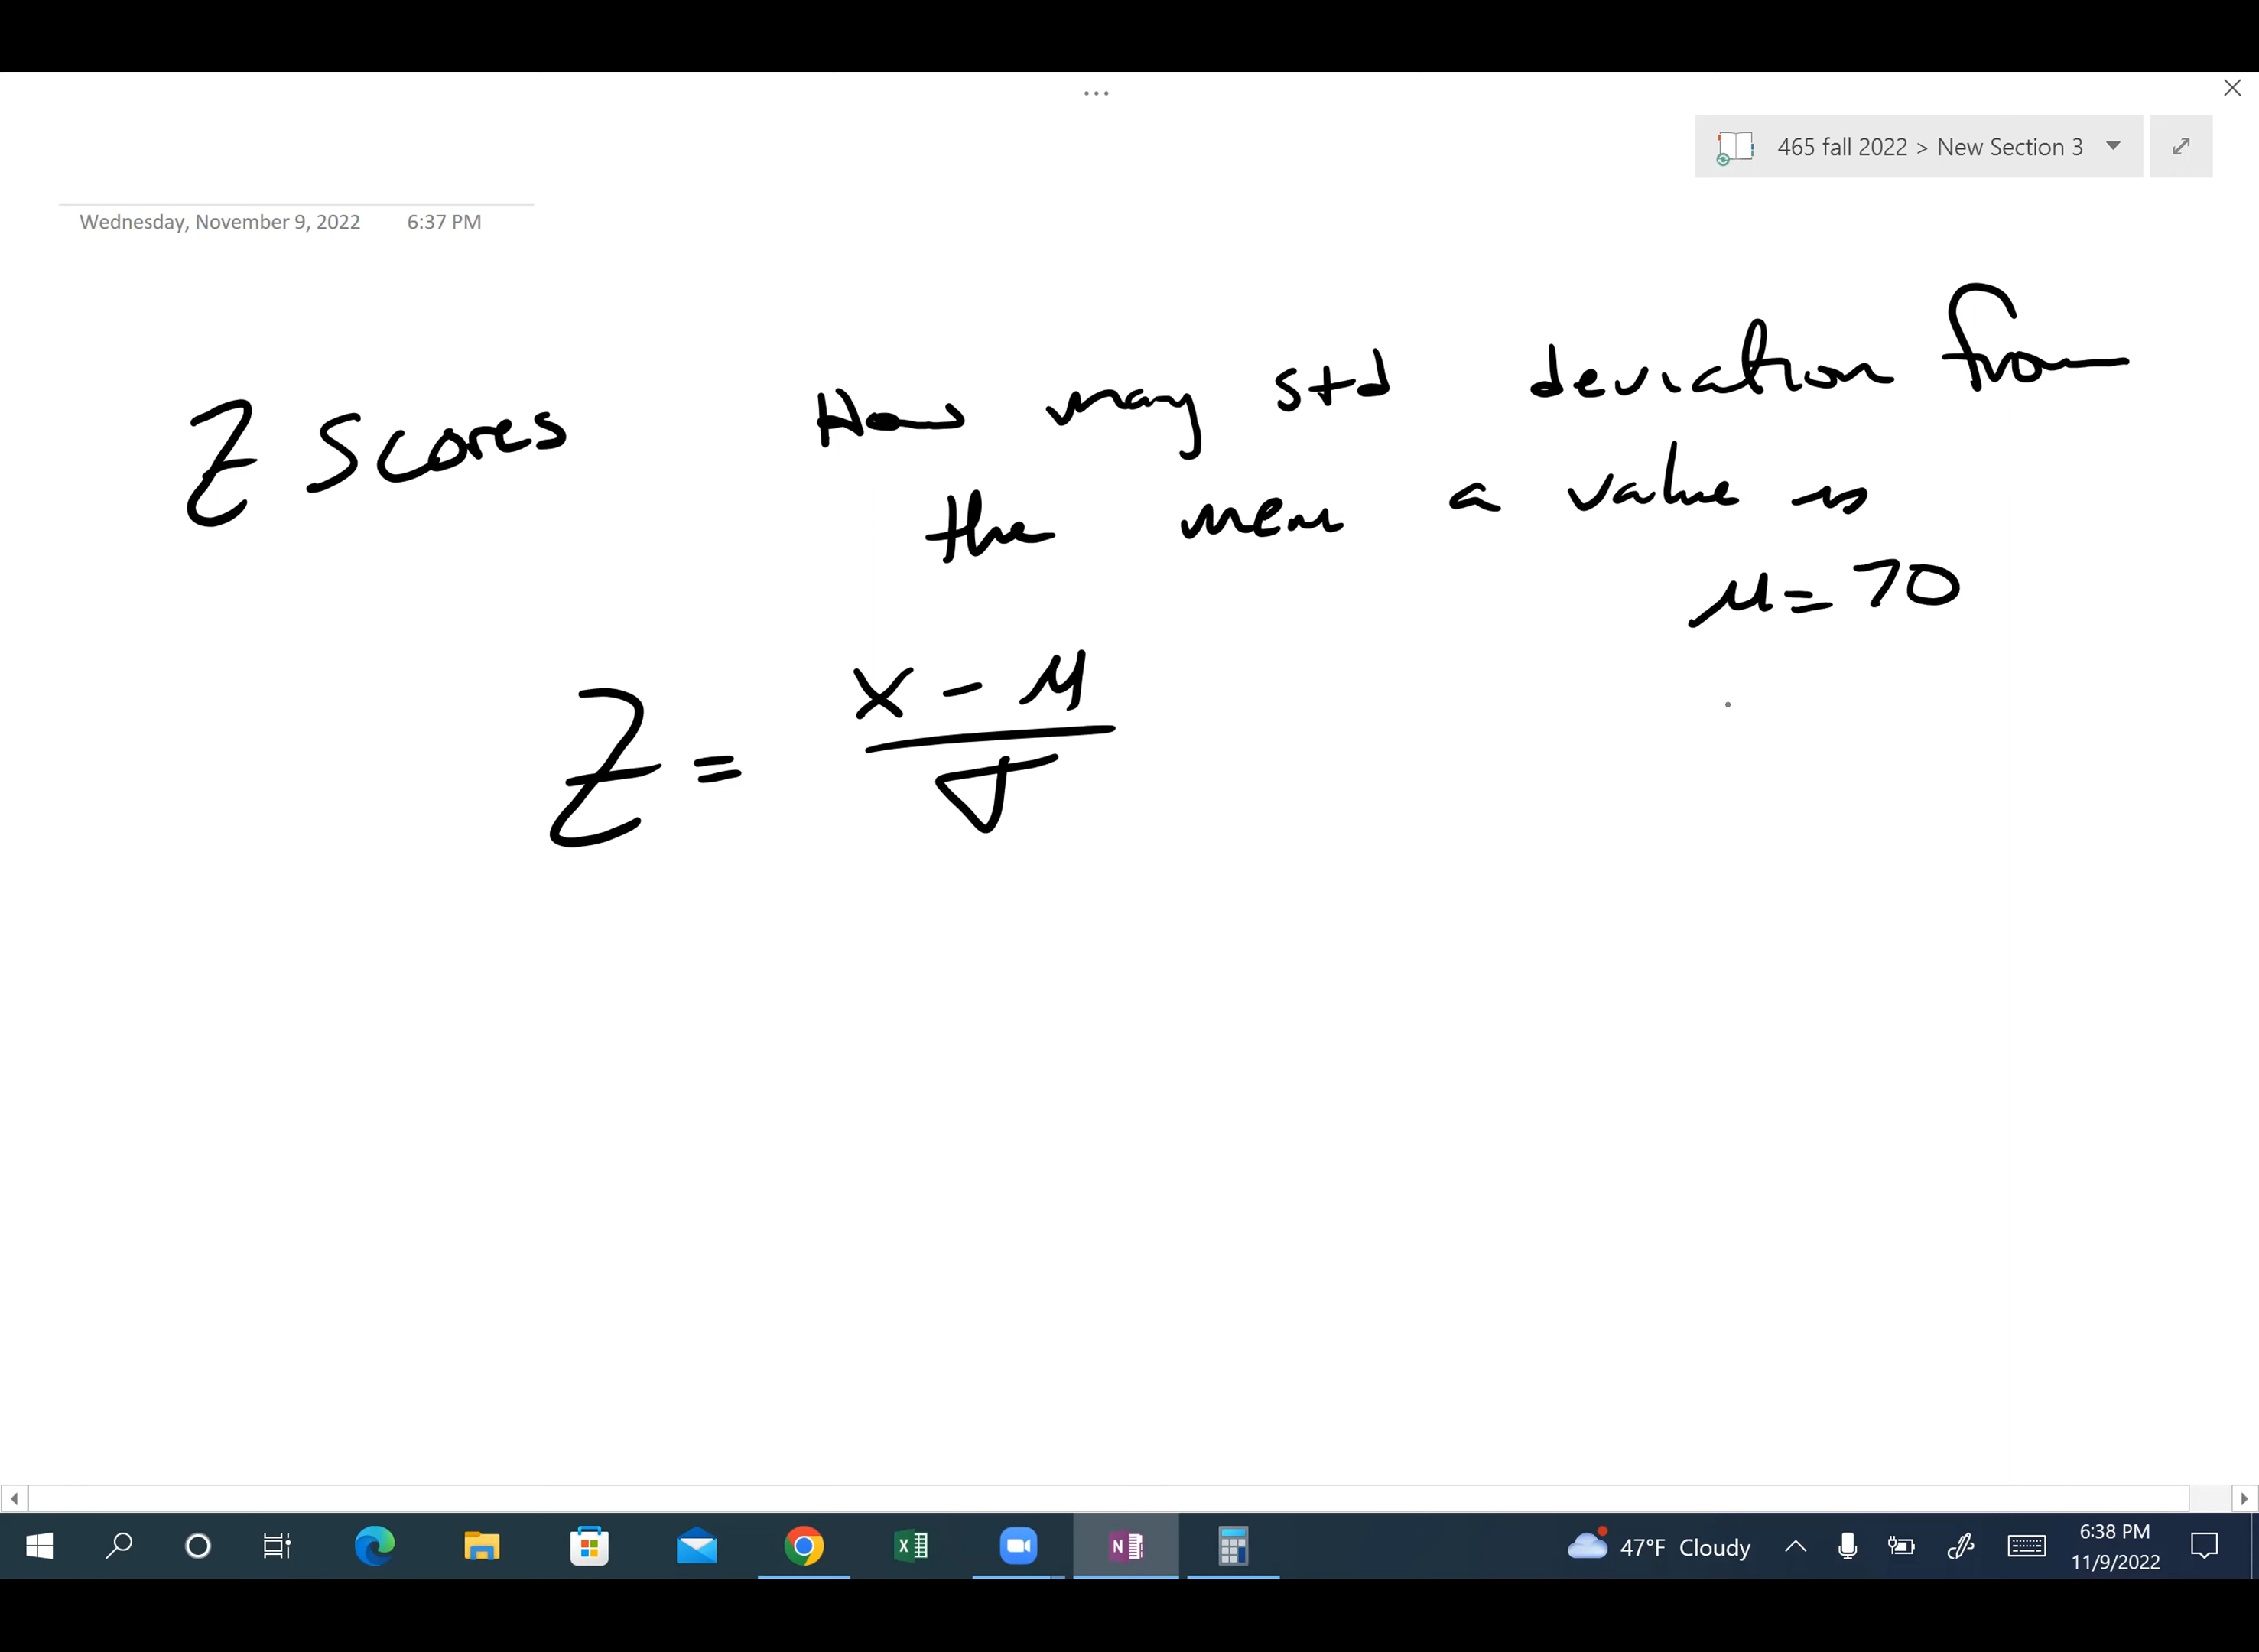 465 fall 2022 > New Section 3
Wednesday, November 9, 2022 6:37 PM
Z Scores How many std deviation from
the mean a value is
μ = 70
Z = x - μ
σ
47°F Cloudy
6:38 PM
11/9/2022